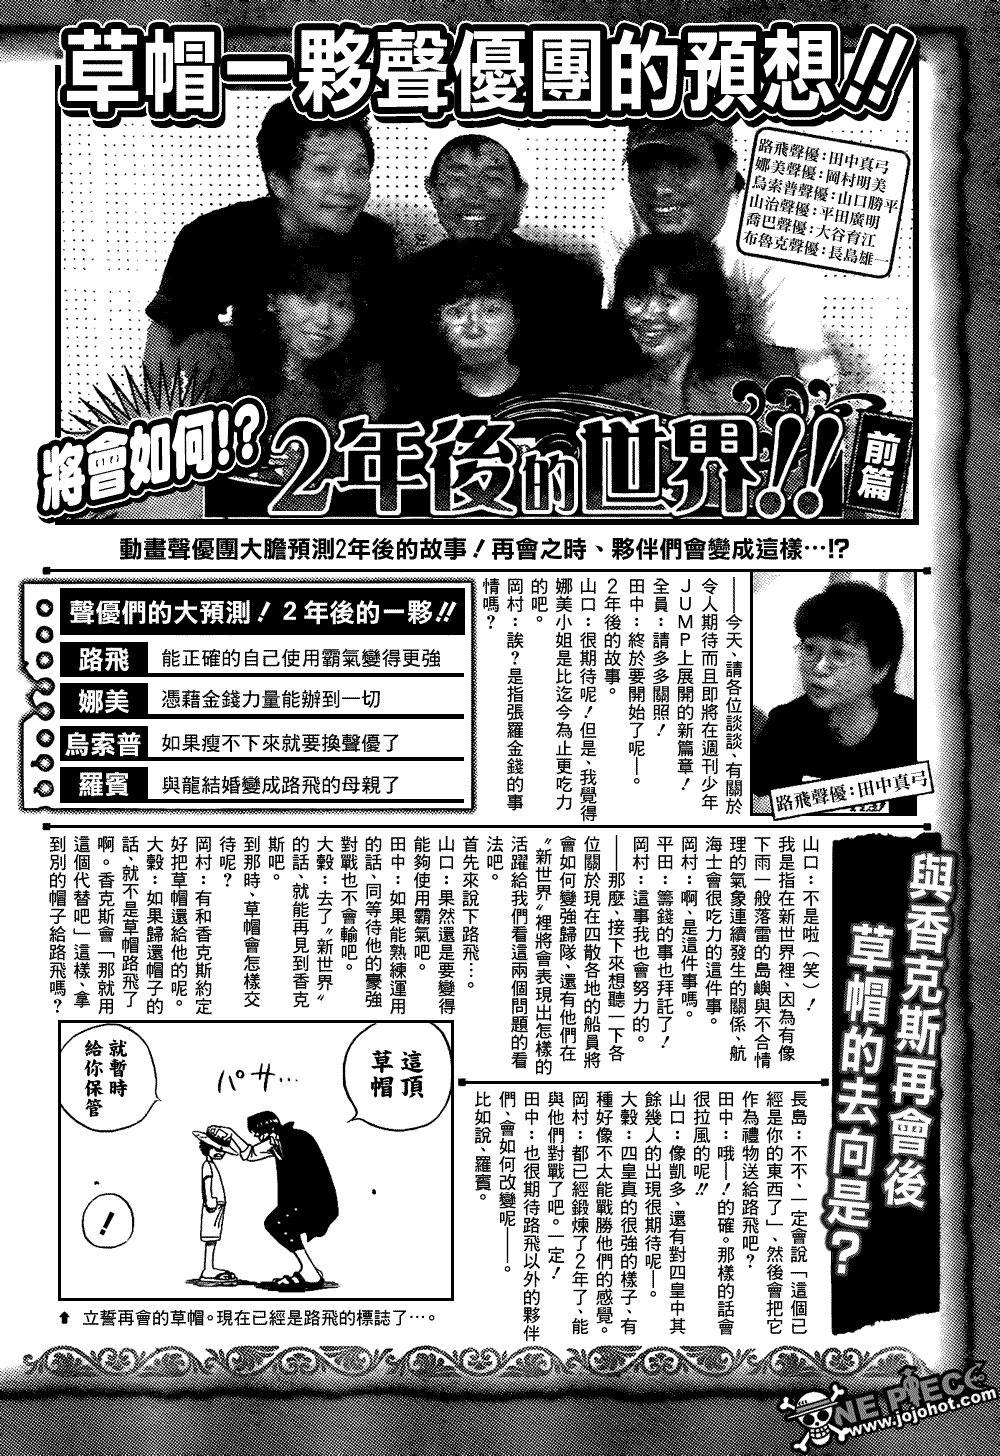 草帽一夥聲優團的預想!!
路飛聲優：田中真弓
娜美聲優：岡村明美
烏索普聲優：山口勝平
山治聲優：平田廣明
喬巴聲優：大谷育江
布魯克聲優：長島雄一
將會如何!?
2年後的世界!!
前篇
動畫聲優團大膽預測2年後的故事！再會之時、夥伴們會變成這樣…!?
聲優們的大預測！２年後的一夥!!
路飛 能正確的自己使用霸氣變得更強
娜美 憑藉金錢力量能辦到一切
烏索普 如果瘦不下來就要換聲優了
羅賓 與龍結婚變成路飛的母親了
——今天、請各位談談、有關於
令人期待而且即將在週刊少年
ＪＵＭＰ上展開的新篇章！
全員：請多多關照！
田中：終於要開始了呢—。
２年後的故事。
山口：很期待呢！但是、我覺得
娜美小姐是比迄今為止更吃力
的吧。
岡村：誒？是指張羅金錢的事
情嗎？
路飛聲優：田中真弓
與香克斯再會後
草帽的去向是？
山口：不是啦（笑）！
我是指在新世界裡、因為有像
下雨一般落雷的島嶼與不合情
理的氣象連續發生的關係、航
海士會很吃力的這件事。
岡村：啊、是這件事嗎。
平田：籌錢的事也拜託了！
岡村：這事我也會努力的。
——那麼、接下來想聽一下各
位關於現在四散各地的船員將
會如何變強歸隊、還有他們在
〝新世界〞裡將會表現出怎樣的
活躍給我們看這兩個問題的看
法吧。
首先來說下路飛…。
山口：果然還是要變得
能夠使用霸氣吧。
田中：如果能熟練運用
的話、同等待他的豪強
對戰也不會輸吧。
大穀：去了〝新世界〞
的話、就能再見到香克
斯吧。
到那時、草帽會怎樣交
待呢？
岡村：有和香克斯約定
好把草帽還給他的呢。
大穀：如果歸還帽子的
話、就不是草帽路飛了
啊。香克斯會「那就用
這個代替吧」這樣、拿
到別的帽子給路飛嗎？
長島：不不、一定會說「這個已
經是你的東西了」、然後會把它
作為禮物送給路飛吧？
田中：哦—！的確。那樣的話會
很拉風的呢!!
山口：像凱多、還有對四皇中其
餘幾人的出現很期待呢—。
大穀：四皇真的很強的樣子、有
種好像不太能戰勝他們的感覺。
岡村：都已經鍛煉了２年了、能
與他們對戰了吧。一定！
田中：也很期待路飛以外的夥伴
們、會如何改變呢——。
比如說、羅賓。
這頂
草帽
パサ…
就暫時
給你保管
！
⬆ 立誓再會的草帽。現在已經是路飛的標誌了…。
ONE PIECE
www.jojohot.com